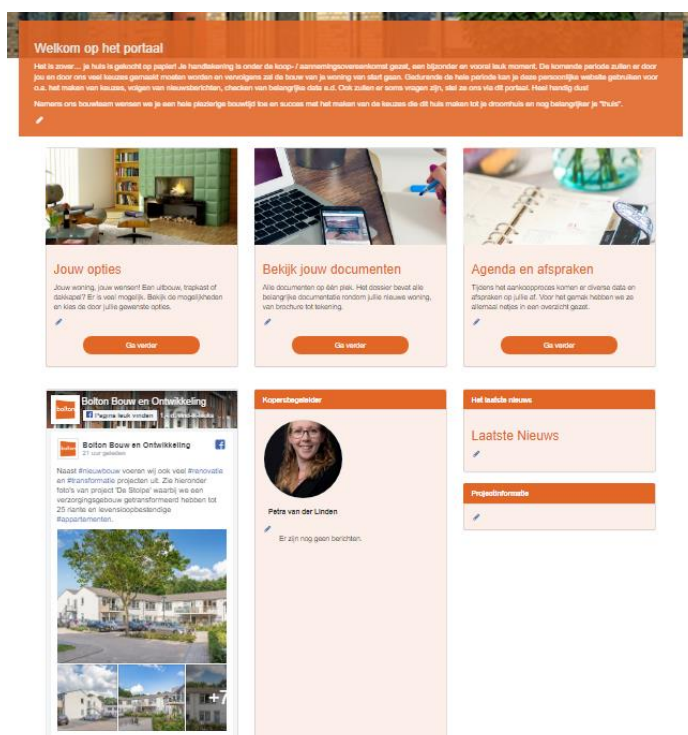 Welkom op het portaal
Het is zover... je huis is gekocht op papier! Je handtekening is onder de koop- / aannemingsovereenkomst gezet, een bijzonder en vooral leuk moment. De komende periode zullen er door
jou en door ons veel keuzes gemaakt moeten worden en vervolgens zal de bouw van je woning van start gaan. Gedurende de hele periode kan je deze persoonlijke website gebruiken voor
o.a. het maken van keuzes, volgen van nieuwsberichten, checken van belangrijke data e.d. Ook zullen er soms vragen zijn, stel ze ons via dit portaal. Heel handig dus!
Namens ons bouwteam wensen we je een hele plezierige bouwtijd toe en succes met het maken van de keuzes die dit huis maken tot je droomhuis en nog belangrijker je "thuis".
Jouw opties
Jouw woning, jouw wensen! Een uitbouw, trapkast of
dakkapel? Er is veel mogelijk. Bekijk de mogelijkheden
en kies de door jullie gewenste opties.
Ga verder
Bekijk jouw documenten
Alle documenten op één plek. Het dossier bevat alle
belangrijke documentatie rondom jullie nieuwe woning,
van brochure tot tekening.
Ga verder
Agenda en afspraken
Tijdens het aankoopproces komen er diverse data en
afspraken op jullie af. Voor het gemak hebben we ze
allemaal netjes in een overzicht gezet.
Ga verder
bolton
Bolton Bouw en Ontwikkeling
Pagina leuk vinden
Bolton Bouw en Ontwikkeling
21 uur geleden
Naast #nieuwbouw voeren wij ook veel #renovatie
en #transformatie projecten uit. Zie hieronder
foto's van project 'De Stolpe' waarbij we een
verzorgingsgebouw getransformeerd hebben tot
25 riante en levensloopbestendige
#appartementen.
+7
Kopersbegeleider
Petra van der Linden
Er zijn nog geen berichten.
Het laatste nieuws
Laatste Nieuws
Projectinformatie